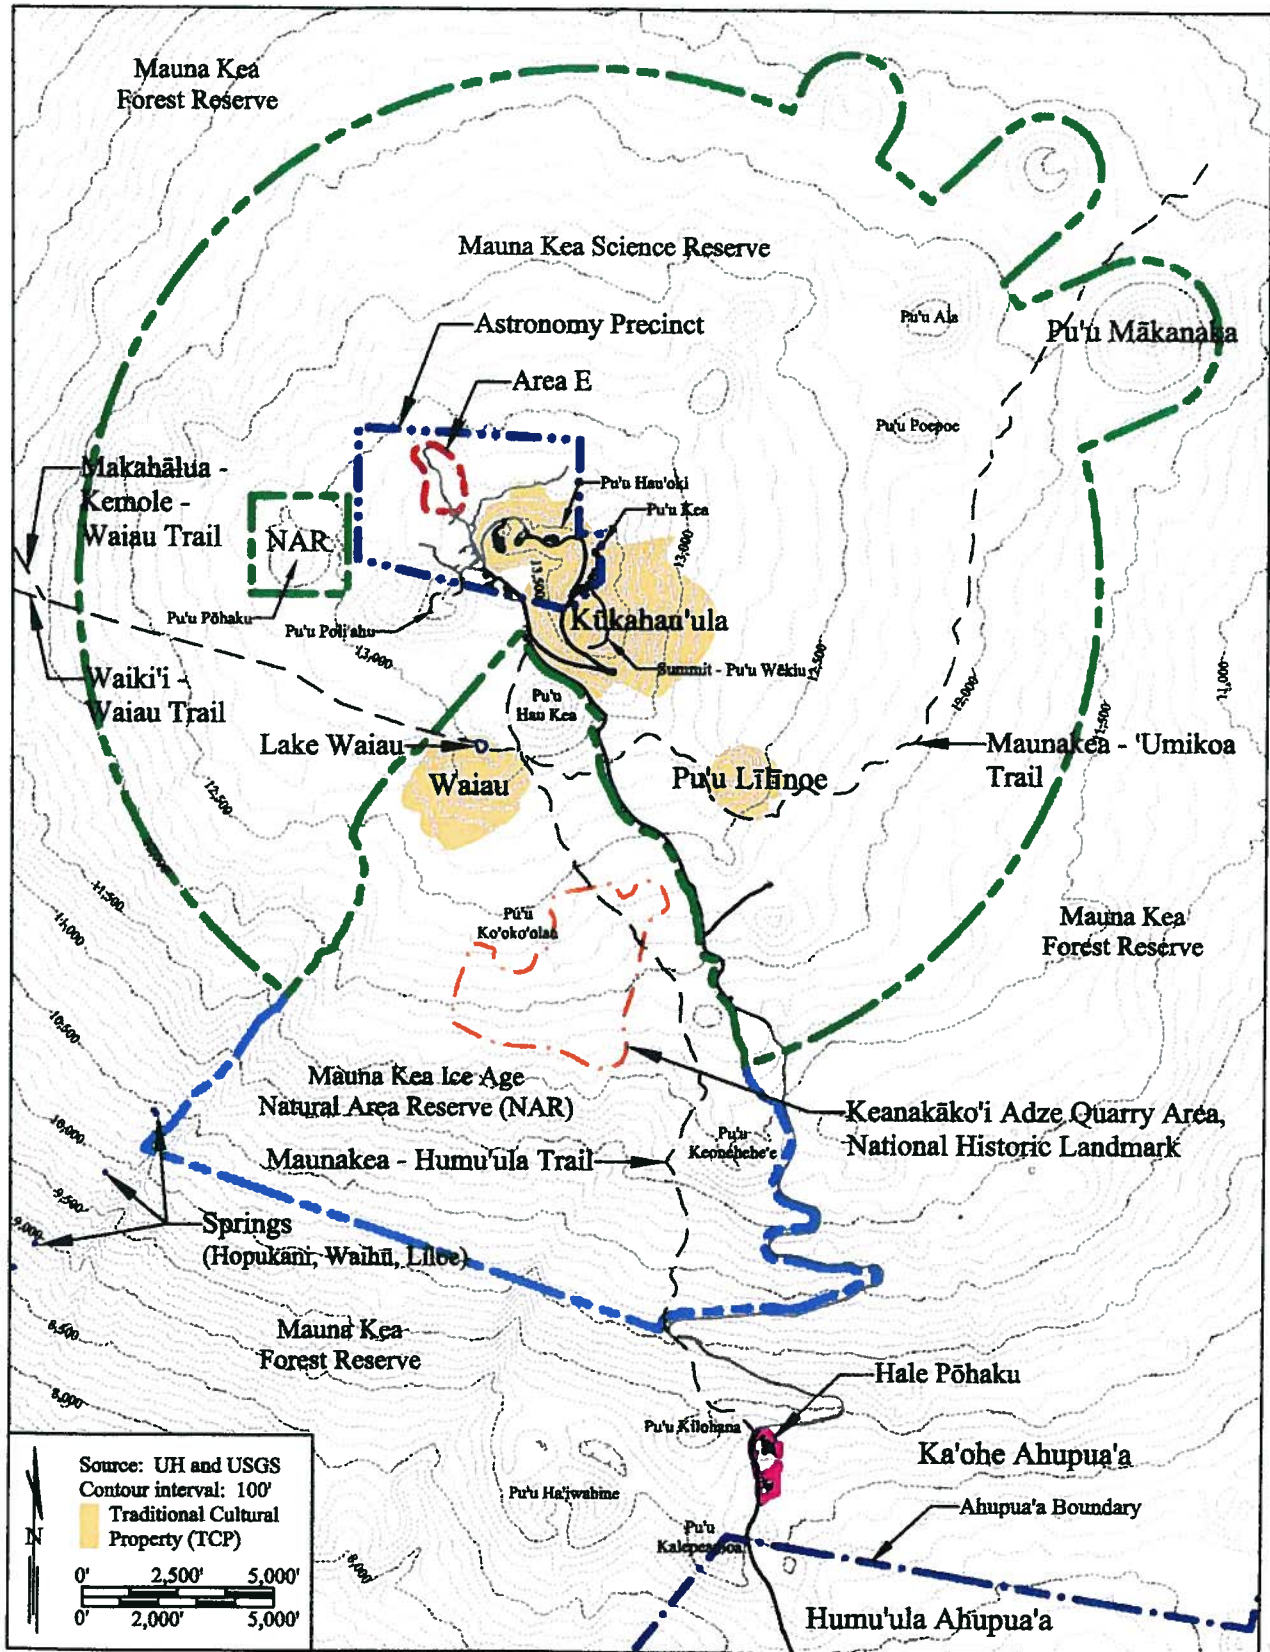 Mauna Kea
Forest Reserve
Mauna Kea Science Reserve
Astronomy Precinct
Area E
Pu'u Ala
Pu'u Mākanaka
Pu'u Poepoe
Makahālua -
Kemole -
Waiau Trail
NAR
Pu'u Hau'oki
Pu'u Kea
13,000
13,500
Pu'u Pōhaku
Pu'u Poli'ahu
Kūkahau'ula
13,000
Summit - Pu'u Wēkiu
12,500
12,000
11,500
11,000
Waiki'i -
Waiau Trail
Pu'u
Hau Kea
Lake Waiau
Waiau
Pu'u Līlīnoe
Maunakea - 'Umikoa
Trail
12,500
11,500
11,000
Pu'u
Ko'oko'olau
Mauna Kea
Forest Reserve
10,500
Mauna Kea Ice Age
Natural Area Reserve (NAR)
Keanakāko'i Adze Quarry Area,
National Historic Landmark
10,000
Pu'u
Keonehehe'e
Maunakea - Humu'ula Trail
9,500
9,000
Springs
(Hopukani, Waihū, Liloe)
Mauna Kea
Forest Reserve
8,500
8,000
Hale Pōhaku
Pu'u Kilohana
Ka'ohe Ahupua'a
Pu'u Ha'iwahine
Ahupua'a Boundary
Pu'u
8,000
Humu'ula Ahupua'a
Source: UH and USGS
Contour interval: 100'
Traditional Cultural
Property (TCP)
N
0' 2,500' 5,000'
0' 2,000' 5,000'